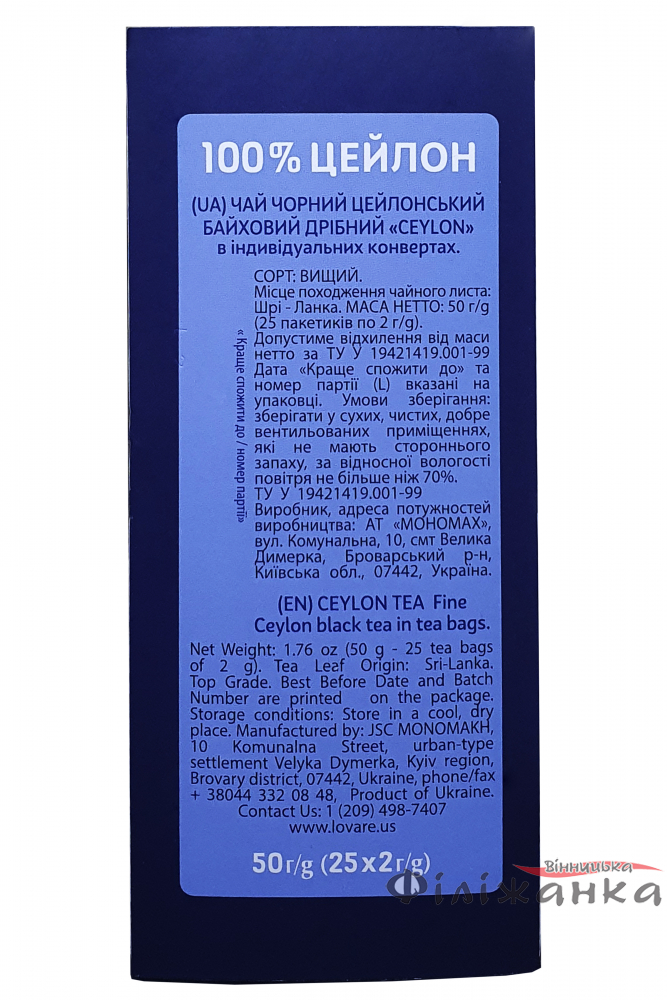 100% ЦЕЙЛОН
(UA) ЧАЙ ЧОРНИЙ ЦЕЙЛОНСЬКИЙ
БАЙХОВИЙ ДРІБНИЙ «CEYLON»
в індивідуальних конвертах.
СОРТ: ВИЩИЙ.
Місце походження чайного листа:
Шрі - Ланка. МАСА НЕТТО: 50 г/g
(25 пакетиків по 2 г/g).
Допустиме відхилення від маси
нетто за ТУ У 19421419.001-99
Дата «Краще спожити до» та
номер партії (L) вказані на
упаковці. Умови зберігання:
зберігати у сухих, чистих, добре
вентильованих приміщеннях,
які не мають стороннього
запаху, за відносної вологості
повітря не більше ніж 70%.
ТУ У 19421419.001-99
Виробник, адреса потужностей
виробництва: АТ «МОНОМАХ»,
вул. Комунальна, 10, смт Велика
Димерка, Броварський р-н,
Київська обл., 07442, Україна.
« Краще спожити до / номер партії»
(EN) CEYLON TEA Fine
Ceylon black tea in tea bags.
Net Weight: 1.76 oz (50 g - 25 tea bags
of 2 g). Tea Leaf Origin: Sri-Lanka.
Top Grade. Best Before Date and Batch
Number are printed on the package.
Storage conditions: Store in a cool, dry
place. Manufactured by: JSC MONOMAKH,
10 Komunalna Street, urban-type
settlement Velyka Dymerka, Kyiv region,
Brovary district, 07442, Ukraine, phone/fax
+ 38044 332 08 48, Product of Ukraine.
Contact Us: 1 (209) 498-7407
www.lovare.us
50 г/g (25 x 2 г/g)
Вінницька
Філіжанка